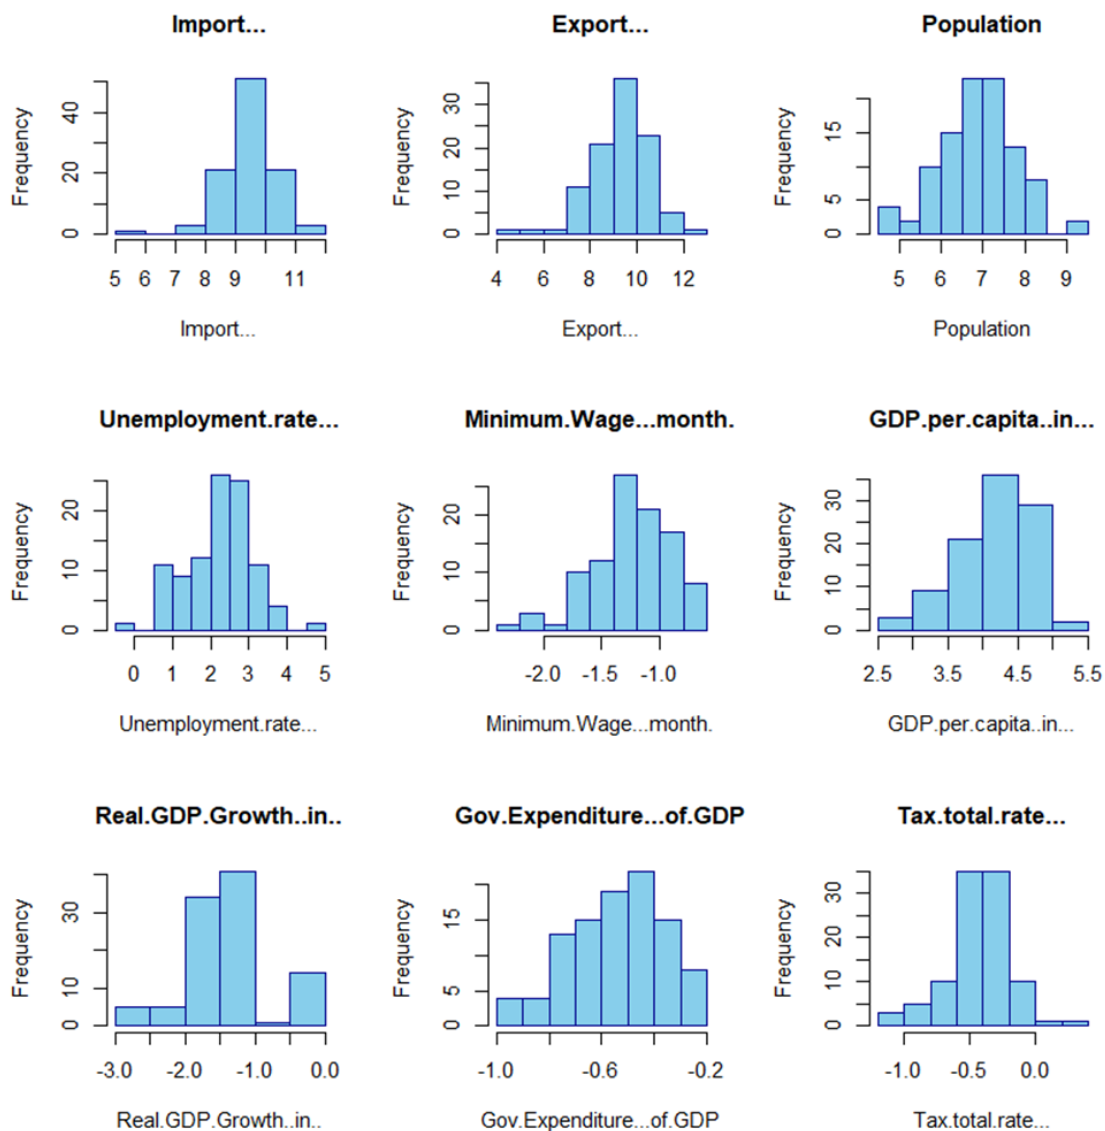 Import...
Frequency
0
20
40
5 6 7 8 9 11
Import...
Export...
Frequency
0
10
20
30
4 6 8 10 12
Export...
Population
Frequency
0
5
15
5 6 7 8 9
Population
Unemployment.rate...
Frequency
0
10
20
0 1 2 3 4 5
Unemployment.rate...
Minimum.Wage...month.
Frequency
0
10
20
-2.0 -1.5 -1.0
Minimum.Wage...month.
GDP.per.capita..in...
Frequency
0
10
20
30
2.5 3.5 4.5 5.5
GDP.per.capita..in...
Real.GDP.Growth..in..
Frequency
0
10
30
-3.0 -2.0 -1.0 0.0
Real.GDP.Growth..in..
Gov.Expenditure...of.GDP
Frequency
0
5
15
-1.0 -0.6 -0.2
Gov.Expenditure...of.GDP
Tax.total.rate...
Frequency
0
10
20
30
-1.0 -0.5 0.0
Tax.total.rate...